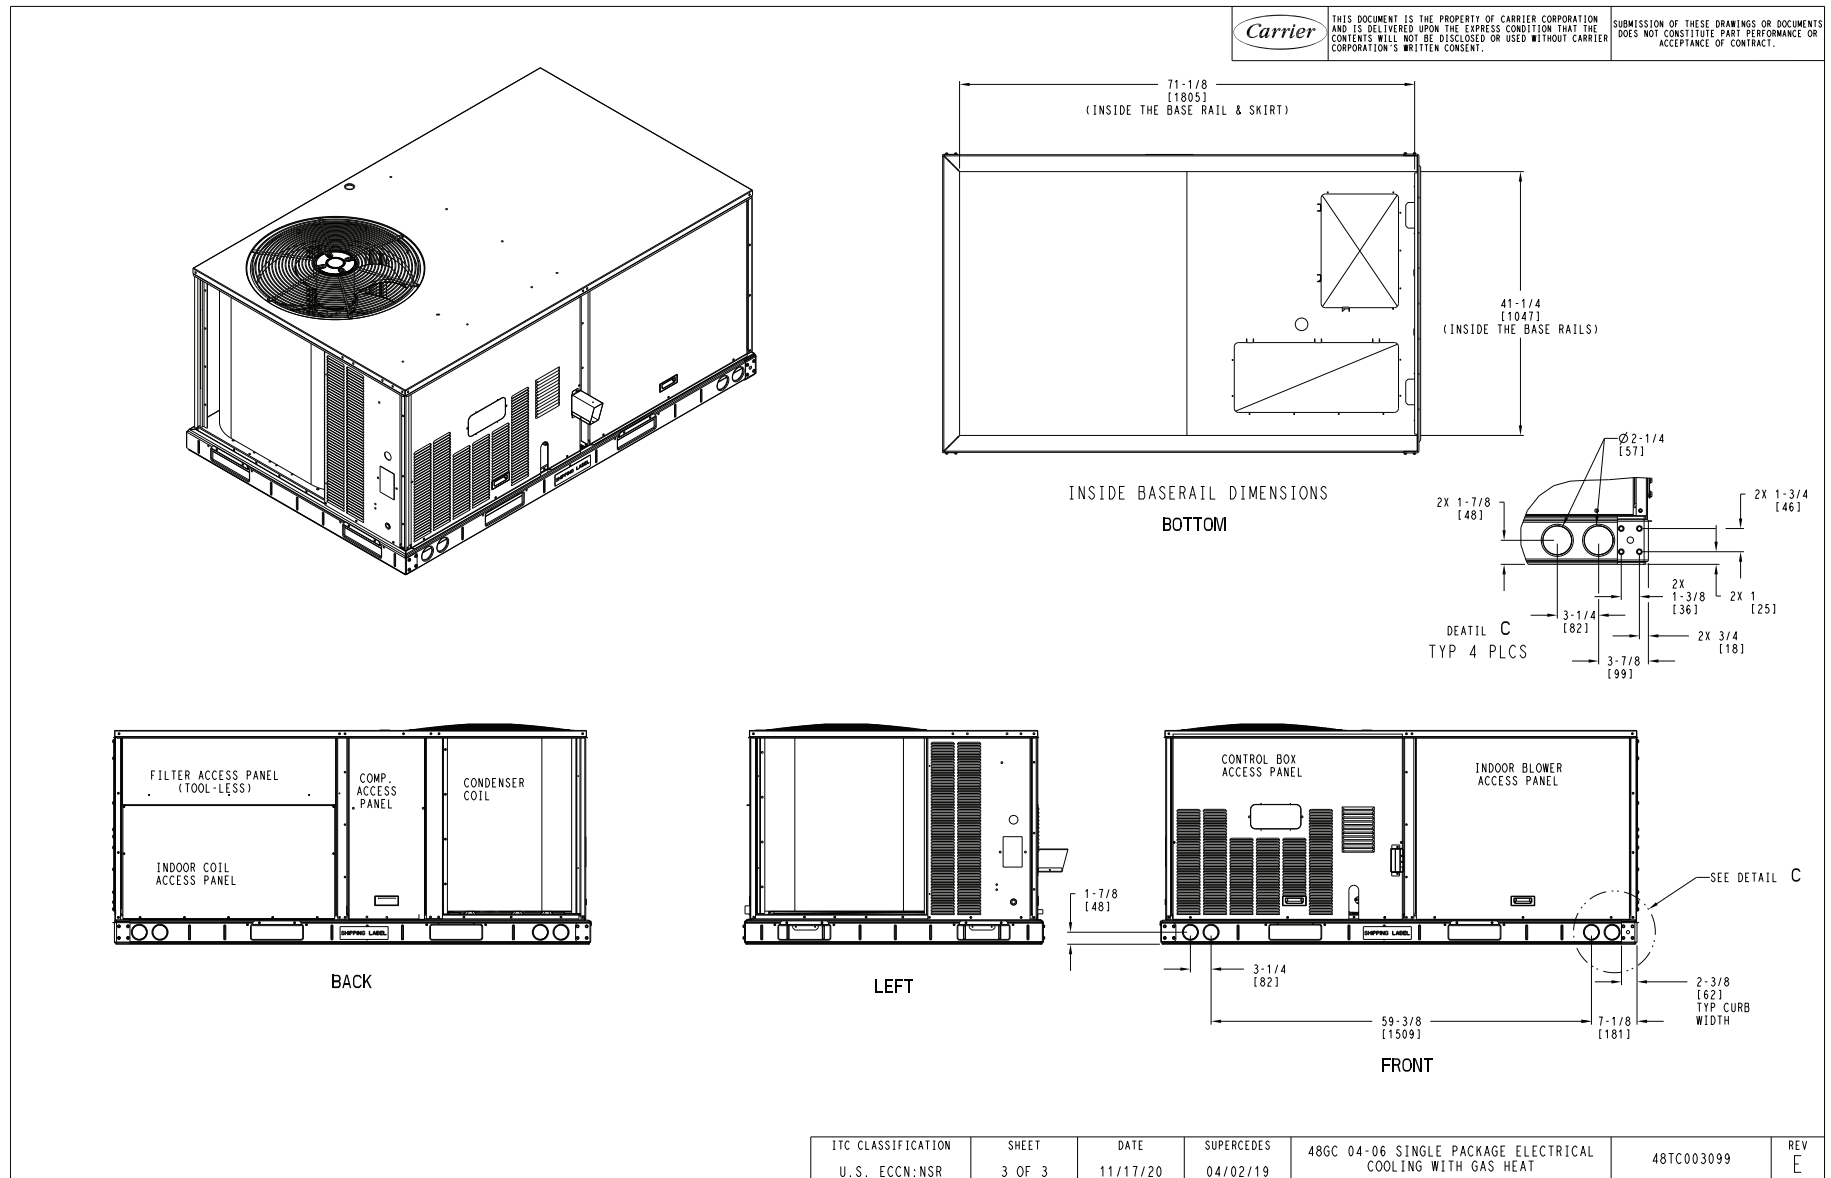 Carrier
THIS DOCUMENT IS THE PROPERTY OF CARRIER CORPORATION
AND IS DELIVERED UPON THE EXPRESS CONDITION THAT THE
CONTENTS WILL NOT BE DISCLOSED OR USED WITHOUT CARRIER
CORPORATION'S WRITTEN CONSENT.
SUBMISSION OF THESE DRAWINGS OR DOCUMENTS
DOES NOT CONSTITUTE PART PERFORMANCE OR
ACCEPTANCE OF CONTRACT.
71-1/8
[1805]
(INSIDE THE BASE RAIL & SKIRT)
41-1/4
[1047]
(INSIDE THE BASE RAILS)
INSIDE BASERAIL DIMENSIONS
BOTTOM
SHIPPING LABEL
Ø2-1/4
[57]
2X 1-7/8
[48]
2X 1-3/4
[46]
2X
1-3/8
[36]
2X 1
[25]
3-1/4
[82]
2X 3/4
[18]
3-7/8
[99]
DEATIL C
TYP 4 PLCS
FILTER ACCESS PANEL
(TOOL-LESS)
COMP.
ACCESS
PANEL
CONDENSER
COIL
INDOOR COIL
ACCESS PANEL
SHIPPING LABEL
BACK
LEFT
1-7/8
[48]
CONTROL BOX
ACCESS PANEL
INDOOR BLOWER
ACCESS PANEL
SEE DETAIL C
SHIPPING LABEL
3-1/4
[82]
2-3/8
[62]
TYP CURB
WIDTH
59-3/8
[1509]
7-1/8
[181]
FRONT
ITC CLASSIFICATION
U.S. ECCN:NSR
SHEET
3 OF 3
DATE
11/17/20
SUPERCEDES
04/02/19
48GC 04-06 SINGLE PACKAGE ELECTRICAL
COOLING WITH GAS HEAT
48TC003099
REV
E